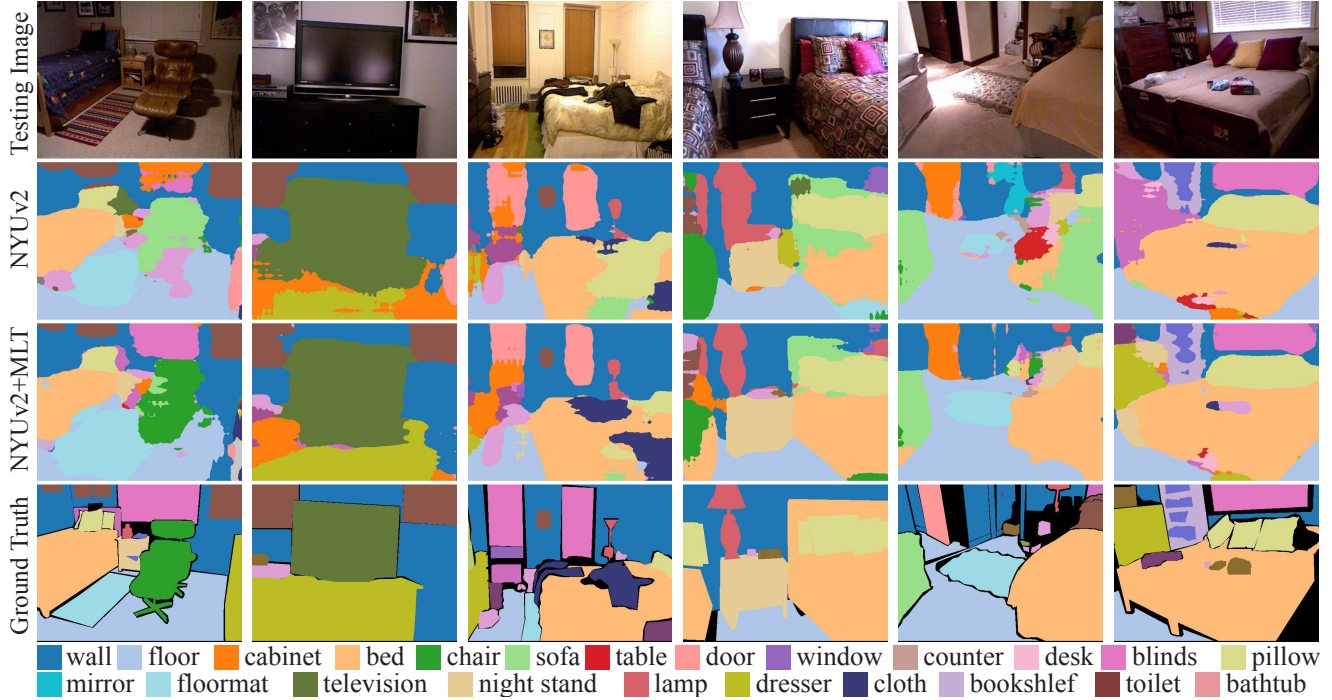 Testing Image
NYUv2
NYUv2+MLT
Ground Truth
wall floor cabinet bed chair sofa table door window counter desk blinds pillow
mirror floormat television night stand lamp dresser cloth bookshlef toilet bathtub